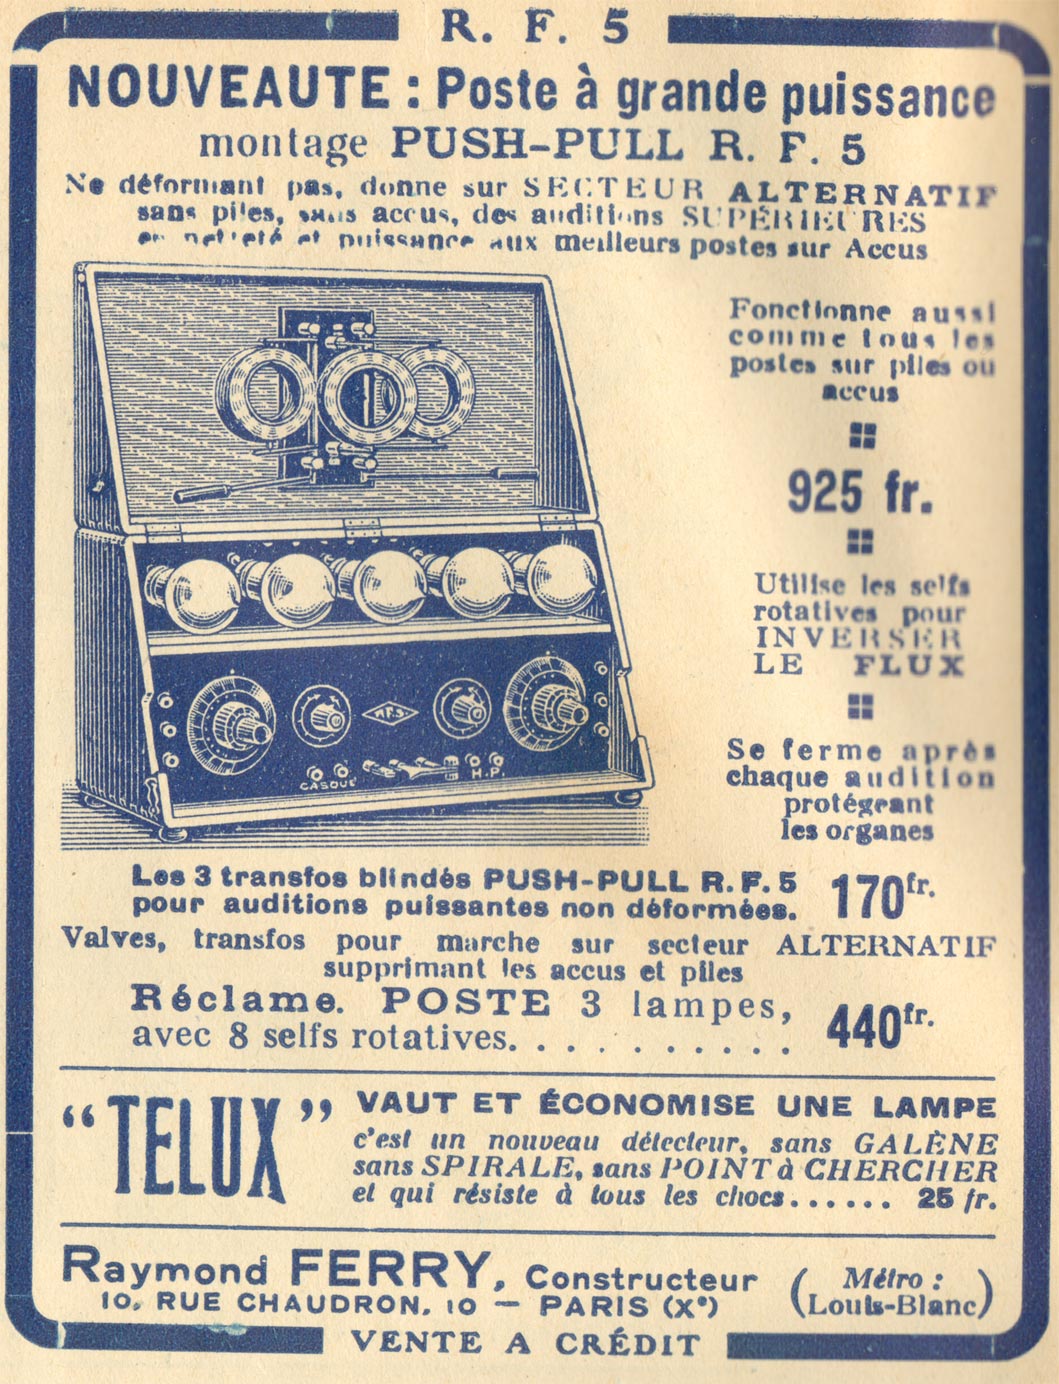 R. F. 5
NOUVEAUTE : Poste à grande puissance
montage PUSH-PULL R. F. 5
Ne déformant pas, donne sur SECTEUR ALTERNATIF
sans piles, sans accus, des auditions SUPÉRIEURES
en netteté et puissance aux meilleurs postes sur Accus
Fonctionne aussi
comme tous les
postes sur piles ou
accus
925 fr.
Utilise les selfs
rotatives pour
INVERSER
LE FLUX
Se ferme après
chaque audition
protégeant
les organes
CASQUE
H.P.
Les 3 transfos blindés PUSH-PULL R. F. 5
pour auditions puissantes non déformées. 170fr.
Valves, transfos pour marche sur secteur ALTERNATIF
supprimant les accus et piles
Réclame. POSTE 3 lampes,
avec 8 selfs rotatives. . . . . . . . . . . 440fr.
"TELUX" VAUT ET ÉCONOMISE UNE LAMPE
c'est un nouveau détecteur, sans GALÈNE
sans SPIRALE, sans POINT à CHERCHER
et qui résiste à tous les chocs...... 25 fr.
Raymond FERRY, Constructeur
10, RUE CHAUDRON, 10 — PARIS (X°)
(Métro :
Louis-Blanc)
VENTE A CRÉDIT